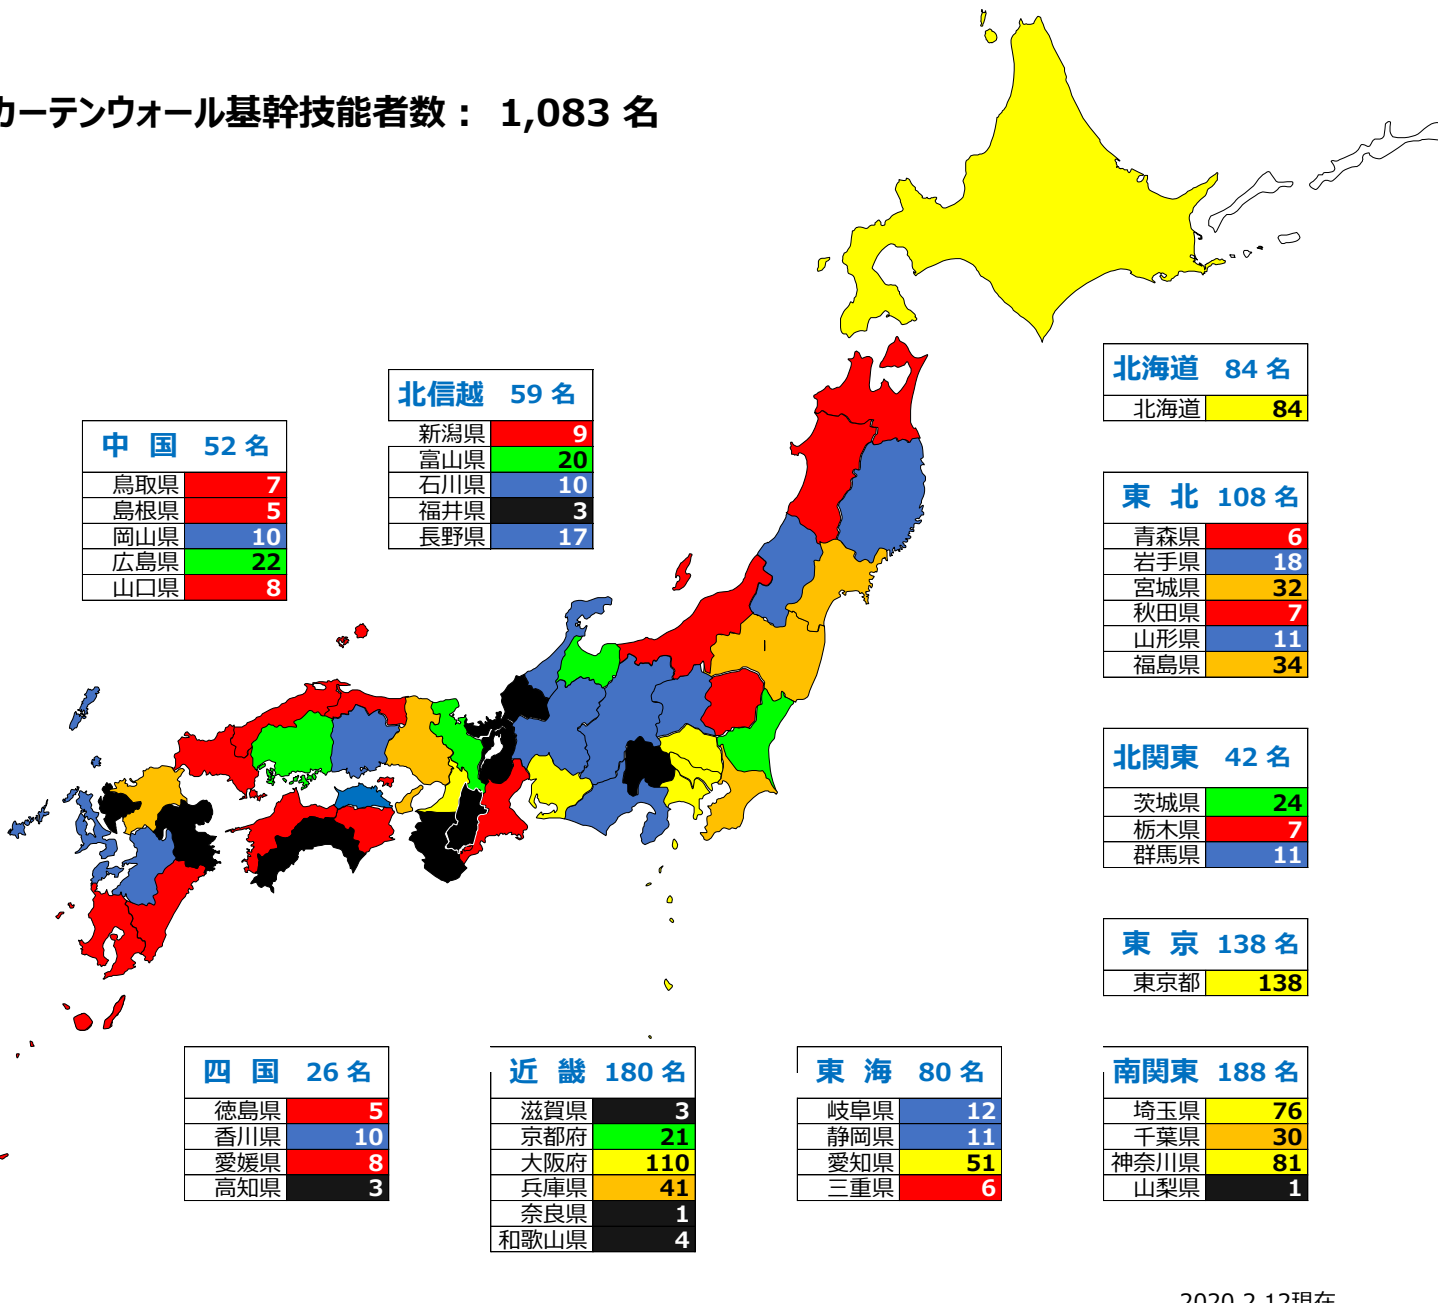 カーテンウォール基幹技能者数： 1,083 名
北海道 84 名
北海道 84
北信越 59 名
新潟県 9
富山県 20
石川県 10
福井県 3
長野県 17
中 国 52 名
鳥取県 7
島根県 5
岡山県 10
広島県 22
山口県 8
東 北 108 名
青森県 6
岩手県 18
宮城県 32
秋田県 7
山形県 11
福島県 34
北関東 42 名
茨城県 24
栃木県 7
群馬県 11
東 京 138 名
東京都 138
四 国 26 名
徳島県 5
香川県 10
愛媛県 8
高知県 3
近 畿 180 名
滋賀県 3
京都府 21
大阪府 110
兵庫県 41
奈良県 1
和歌山県 4
東 海 80 名
岐阜県 12
静岡県 11
愛知県 51
三重県 6
南関東 188 名
埼玉県 76
千葉県 30
神奈川県 81
山梨県 1
2020.2.12現在